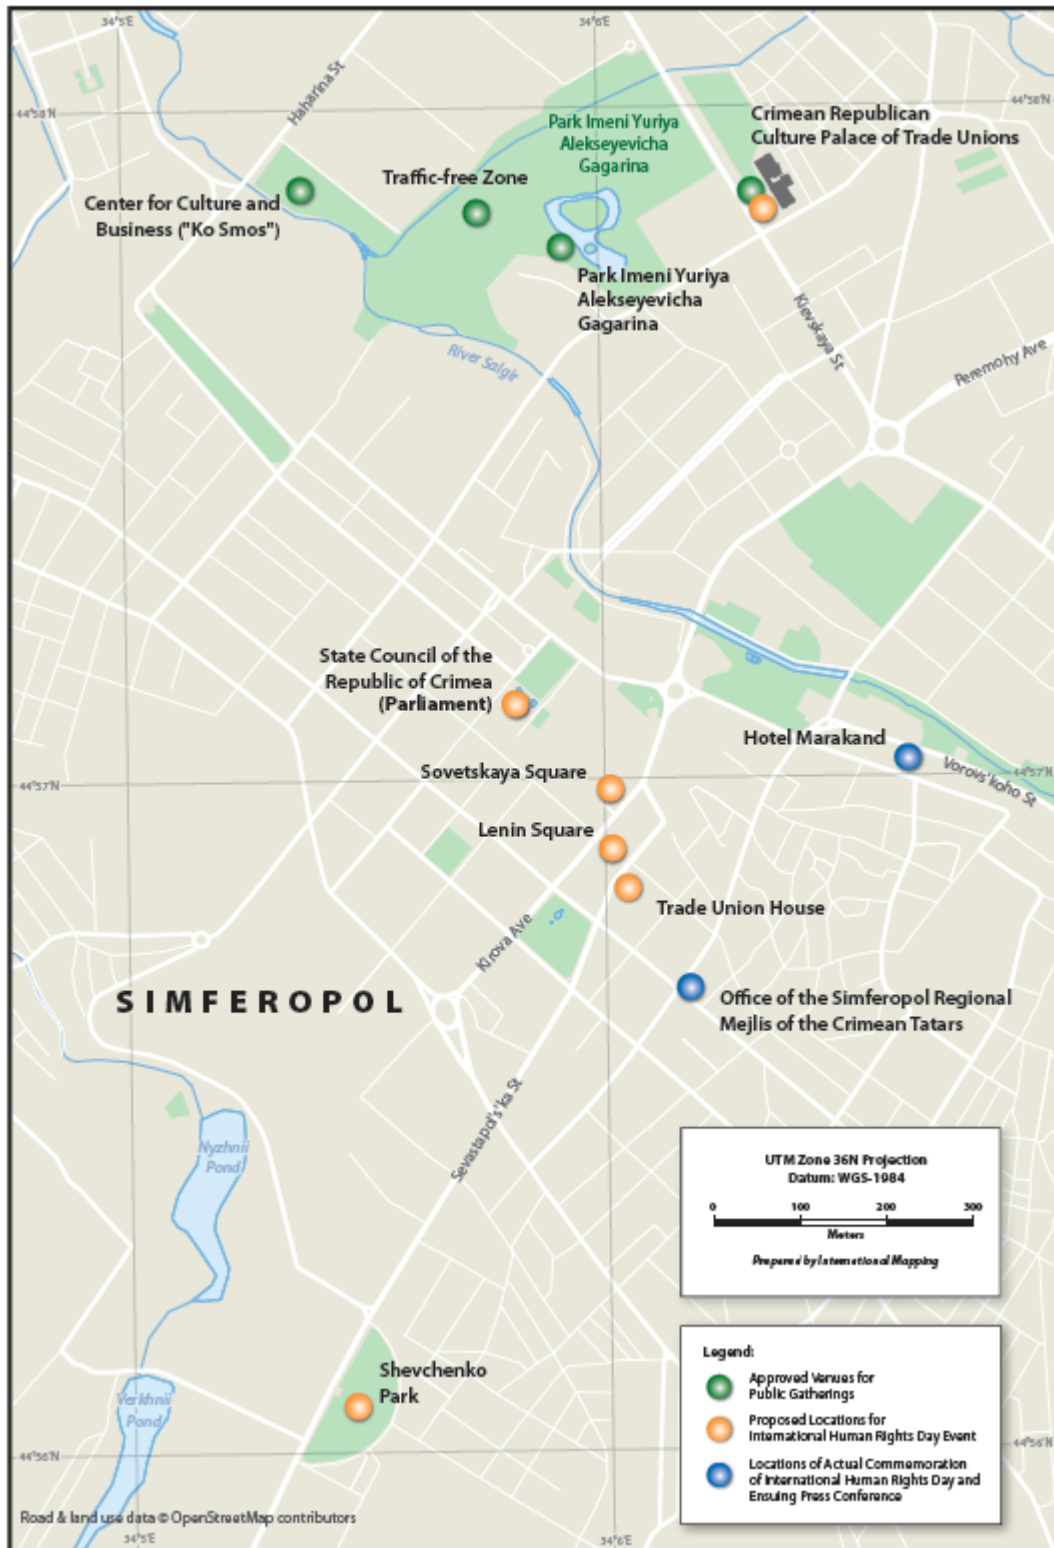 34°5'E
34°6'E
Haharina St
44°58'N
44°58'N
Park Imeni Yuriya
Alekseyevicha
Gagarina
Crimean Republican
Culture Palace of Trade Unions
Traffic-free Zone
Center for Culture and
Business ("Ko Smos")
Park Imeni Yuriya
Alekseyevicha
Gagarina
Kievskaya St
River Salgir
Peremohy Ave
State Council of the
Republic of Crimea
(Parliament)
Hotel Marakand
Sovetskaya Square
Vorovs'koho St
44°57'N
44°57'N
Lenin Square
Trade Union House
Kirova Ave
SIMFEROPOL
Office of the Simferopol Regional
Mejlis of the Crimean Tatars
Sevastapol's'ka St
Nyzhnii
Pond
UTM Zone 36N Projection
Datum: WGS-1984
0 100 200 300
Meters
Prepared by International Mapping
Shevchenko
Park
Verkhnii
Pond
Legend:
Approved Venues for
Public Gatherings
Proposed Locations for
International Human Rights Day Event
Locations of Actual Commemoration
of International Human Rights Day and
Ensuing Press Conference
44°56'N
44°56'N
Road & land use data © OpenStreetMap contributors
34°5'E
34°6'E